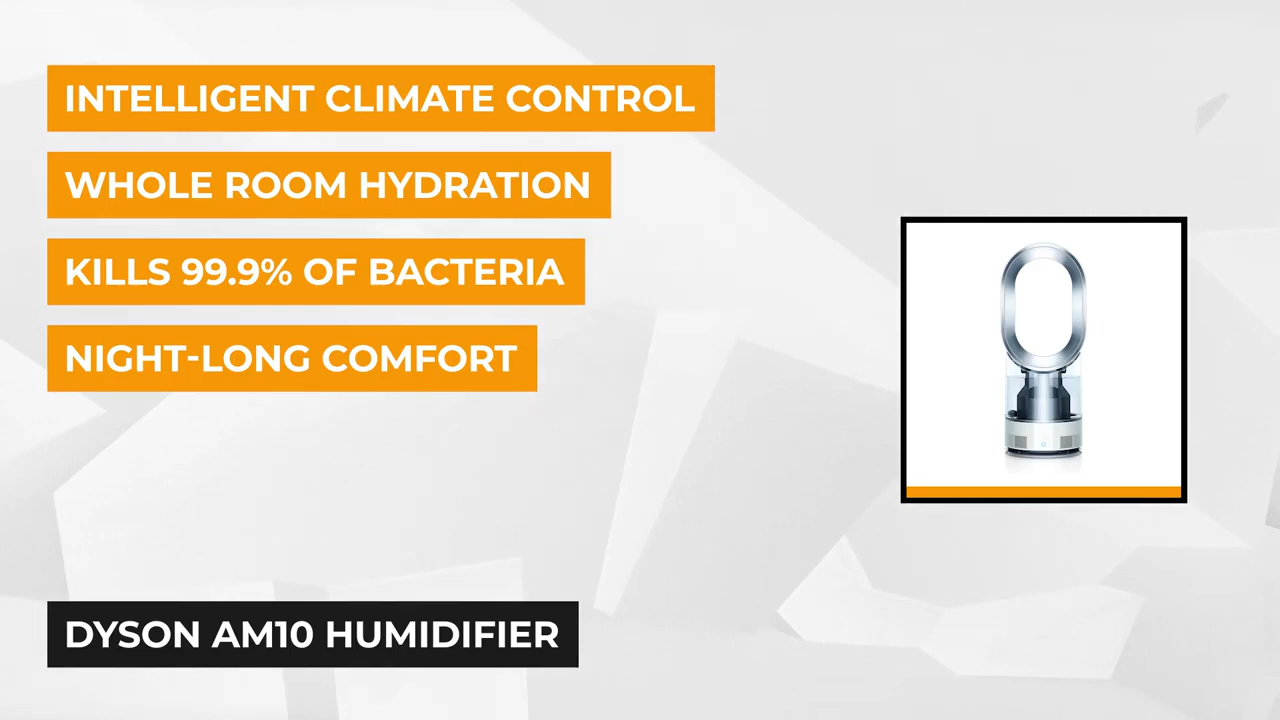 INTELLIGENT CLIMATE CONTROL
WHOLE ROOM HYDRATION
KILLS 99.9% OF BACTERIA
NIGHT-LONG COMFORT
DYSON AM10 HUMIDIFIER